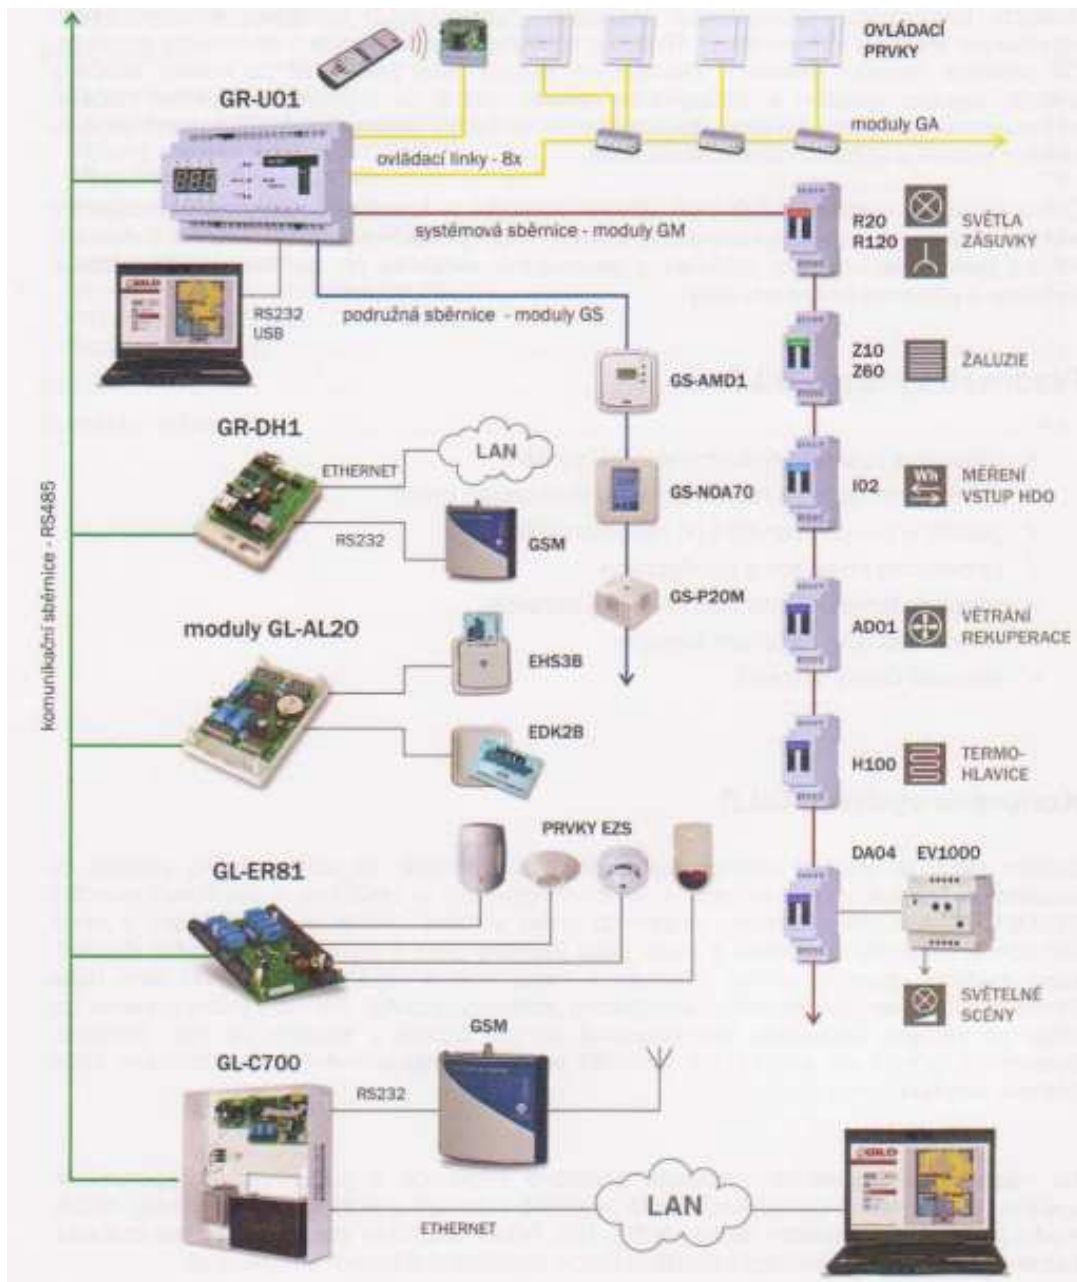 OVLÁDACÍ
PRVKY
GR-U01
moduly GA
ovládací linky - 8x
systémová sběrnice - moduly GM
R20
R120
SVĚTLA
ZÁSUVKY
RS232
USB
podružná sběrnice - moduly GS
Z10
Z60
ŽALUZIE
GS-AMD1
GR-DH1
LAN
ETHERNET
GS-NOA70
I02
Wh
MĚŘENÍ
VSTUP HDO
RS232
GSM
komunikační sběrnice - RS485
GS-P20M
moduly GL-AL20
AD01
VĚTRÁNÍ
REKUPERACE
EHS3B
EDK2B
H100
TERMO-
HLAVICE
PRVKY EZS
GL-ER81
DA04
EV1000
SVĚTELNÉ
SCÉNY
GSM
GL-C700
RS232
LAN
ETHERNET